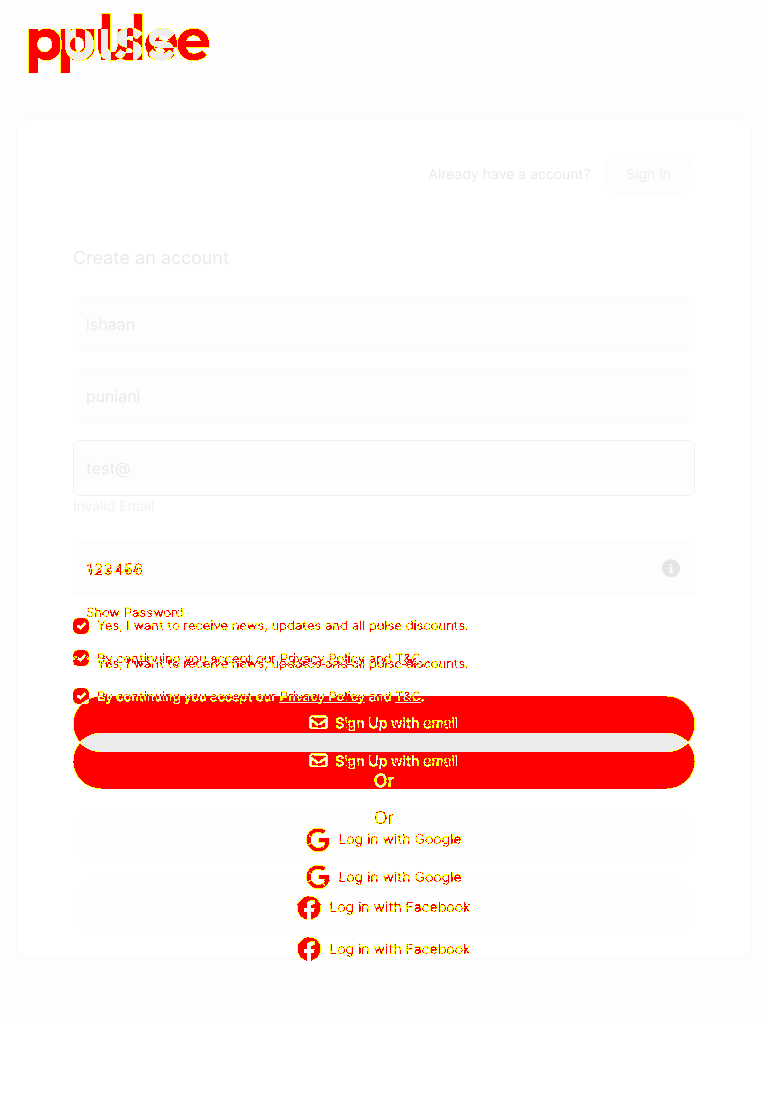 pulse
Already have a account?
Sign in
Create an account
ishaan
puniani
test@
Invalid Email
123456
Show Password
Yes, I want to receive news, updates and all pulse discounts.
By continuing you accept our Privacy Policy and T&C.
Yes, I want to receive news, updates and all pulse discounts.
By continuing you accept our Privacy Policy and T&C.
Sign Up with email
Sign Up with email
Or
Or
Log in with Google
Log in with Google
Log in with Facebook
Log in with Facebook